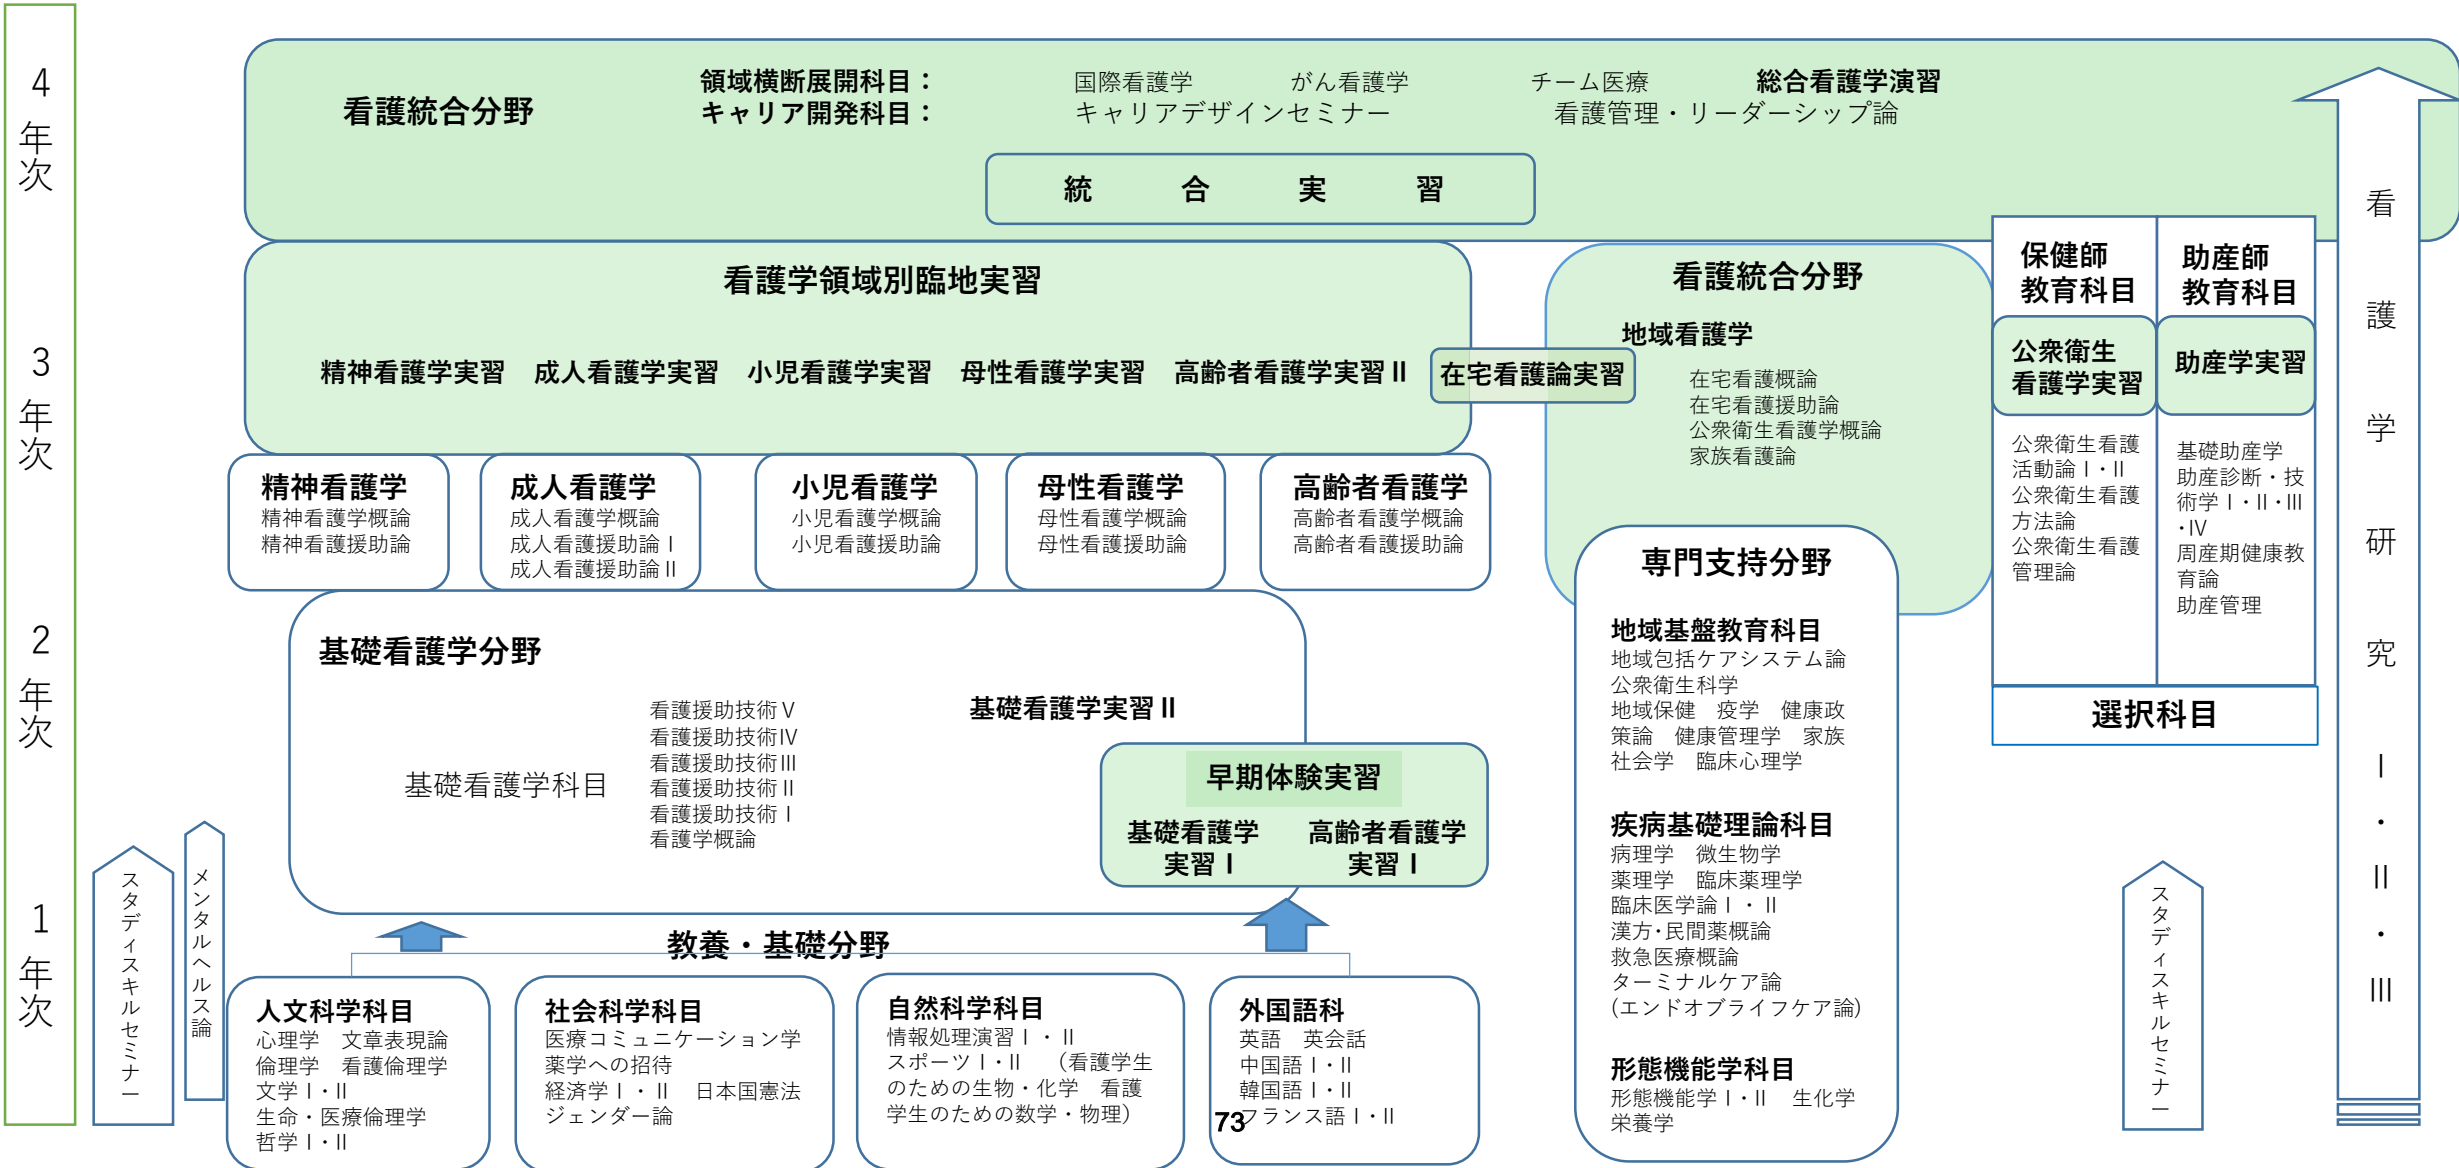 4年次
3年次
2年次
1年次
看護統合分野
領域横断展開科目：　国際看護学　がん看護学　チーム医療　総合看護学演習
キャリア開発科目：　キャリアデザインセミナー　看護管理・リーダーシップ論
統合実習
看護学領域別臨地実習
精神看護学実習　成人看護学実習　小児看護学実習　母性看護学実習　高齢者看護学実習Ⅱ
在宅看護論実習
看護統合分野
地域看護学
在宅看護概論
在宅看護援助論
公衆衛生看護学概論
家族看護論
保健師
教育科目
公衆衛生
看護学実習
公衆衛生看護
活動論Ⅰ・Ⅱ
公衆衛生看護
方法論
公衆衛生看護
管理論
助産師
教育科目
助産学実習
基礎助産学
助産診断・技
術学Ⅰ・Ⅱ・Ⅲ
・Ⅳ
周産期健康教
育論
助産管理
選択科目
看護学研究Ⅰ・Ⅱ・Ⅲ
精神看護学
精神看護学概論
精神看護援助論
成人看護学
成人看護学概論
成人看護援助論Ⅰ
成人看護援助論Ⅱ
小児看護学
小児看護学概論
小児看護援助論
母性看護学
母性看護学概論
母性看護援助論
高齢者看護学
高齢者看護学概論
高齢者看護援助論
基礎看護学分野
基礎看護学科目
看護援助技術Ⅴ
看護援助技術Ⅳ
看護援助技術Ⅲ
看護援助技術Ⅱ
看護援助技術Ⅰ
看護学概論
基礎看護学実習Ⅱ
早期体験実習
基礎看護学
実習Ⅰ
高齢者看護学
実習Ⅰ
専門支持分野
地域基盤教育科目
地域包括ケアシステム論
公衆衛生科学
地域保健　疫学　健康政
策論　健康管理学　家族
社会学　臨床心理学
疾病基礎理論科目
病理学　微生物学
薬理学　臨床薬理学
臨床医学論Ⅰ・Ⅱ
漢方・民間薬概論
救急医療概論
ターミナルケア論
(エンドオブライフケア論)
形態機能学科目
形態機能学Ⅰ・Ⅱ　生化学
栄養学
スタディスキルセミナー
メンタルヘルス論
スタディスキルセミナー
教養・基礎分野
人文科学科目
心理学　文章表現論
倫理学　看護倫理学
文学Ⅰ・Ⅱ
生命・医療倫理学
哲学Ⅰ・Ⅱ
社会科学科目
医療コミュニケーション学
薬学への招待
経済学Ⅰ・Ⅱ　日本国憲法
ジェンダー論
自然科学科目
情報処理演習Ⅰ・Ⅱ
スポーツⅠ・Ⅱ　（看護学生
のための生物・化学　看護
学生のための数学・物理）
外国語科
英語　英会話
中国語Ⅰ・Ⅱ
韓国語Ⅰ・Ⅱ
フランス語Ⅰ・Ⅱ
73